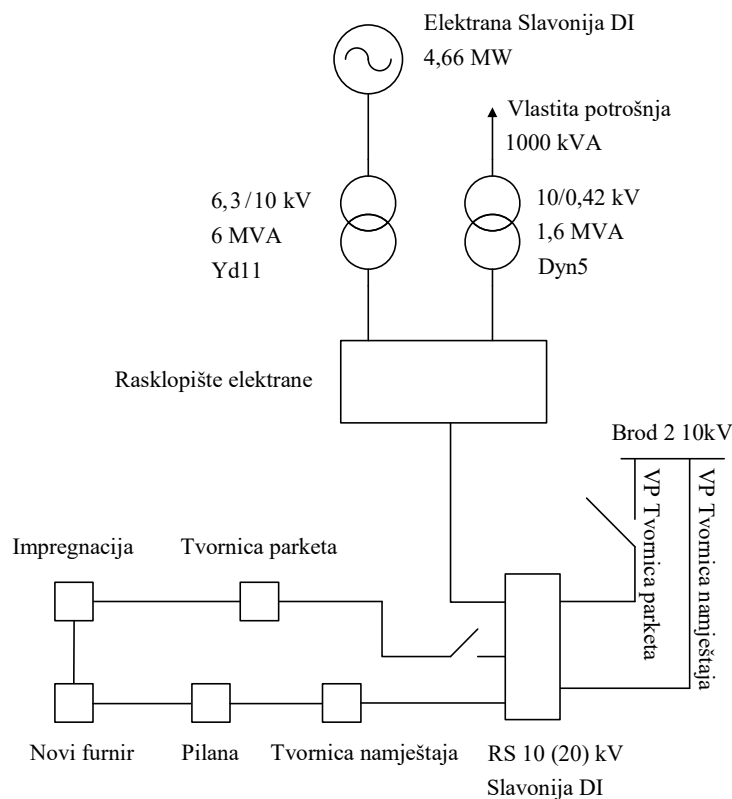 Elektrana Slavonija DI
4,66 MW
Vlastita potrošnja
1000 kVA
6,3/10 kV
6 MVA
Yd11
10/0,42 kV
1,6 MVA
Dyn5
Rasklopište elektrane
Brod 2 10kV
VP Tvornica
parketa
VP Tvornica namještaja
Impregnacija
Tvornica parketa
Novi furnir
Pilana
Tvornica namještaja
RS 10 (20) kV
Slavonija DI